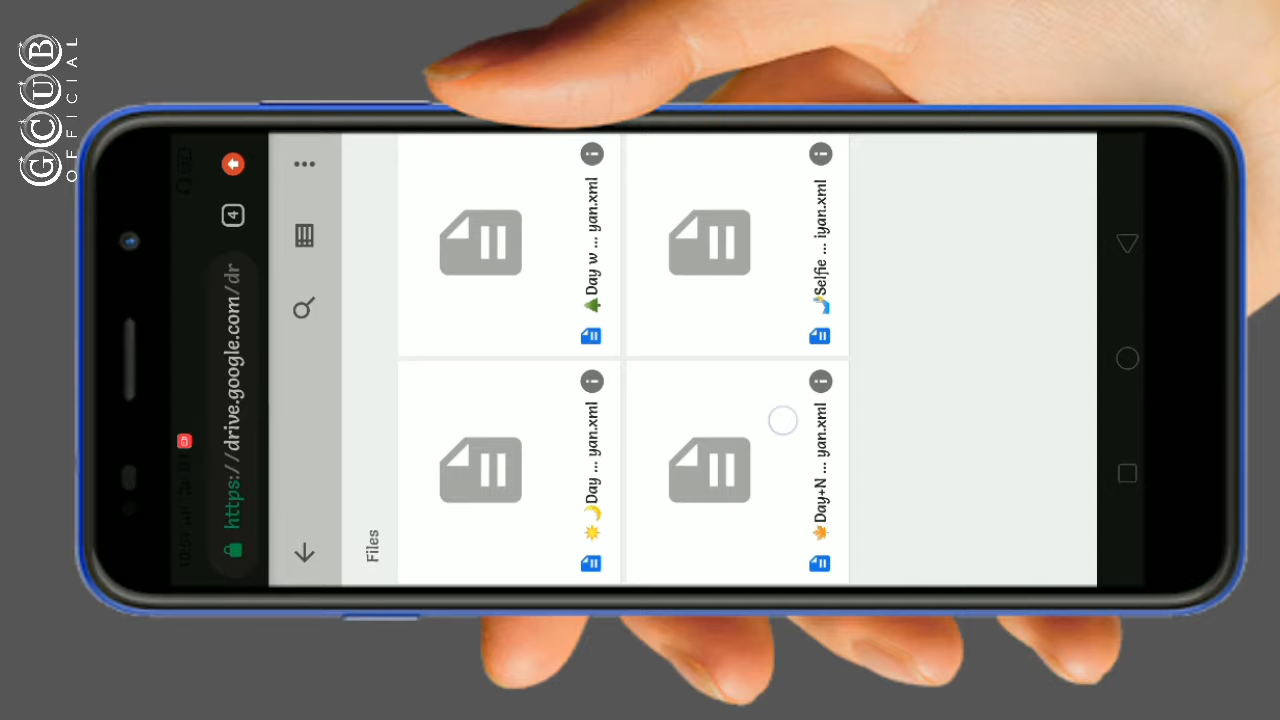 GCUB
OFFICIAL
4
https://drive.google.com/dr
Files
☀️🌙Day ... yan.xml
🌲Day w ... yan.xml
🍁Day+N ... yan.xml
🤳Selfie ... iyan.xml